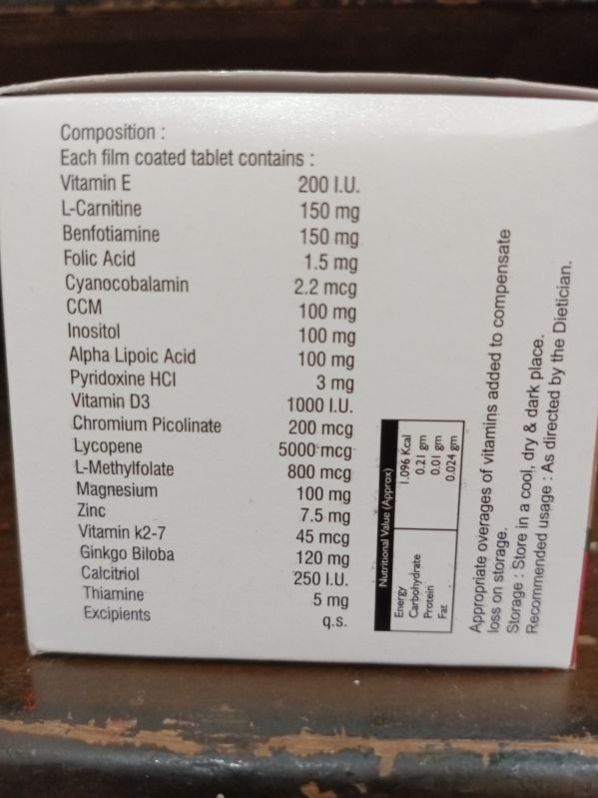 Composition :
Each film coated tablet contains :
Vitamin E 200 I.U.
L-Carnitine 150 mg
Benfotiamine 150 mg
Folic Acid 1.5 mg
Cyanocobalamin 2.2 mcg
CCM 100 mg
Inositol 100 mg
Alpha Lipoic Acid 100 mg
Pyridoxine HCl 3 mg
Vitamin D3 1000 I.U.
Chromium Picolinate 200 mcg
Lycopene 5000 mcg
L-Methylfolate 800 mcg
Magnesium 100 mg
Zinc 7.5 mg
Vitamin k2-7 45 mcg
Ginkgo Biloba 120 mg
Calcitriol 250 I.U.
Thiamine 5 mg
Excipients q.s.
Nutritional Value (Approx)
Energy 1.096 Kcal
Carbohydrate 0.21 gm
Protein 0.01 gm
Fat 0.024 gm
Appropriate overages of vitamins added to compensate
loss on storage.
Storage : Store in a cool, dry & dark place.
Recommended usage : As directed by the Dietician.